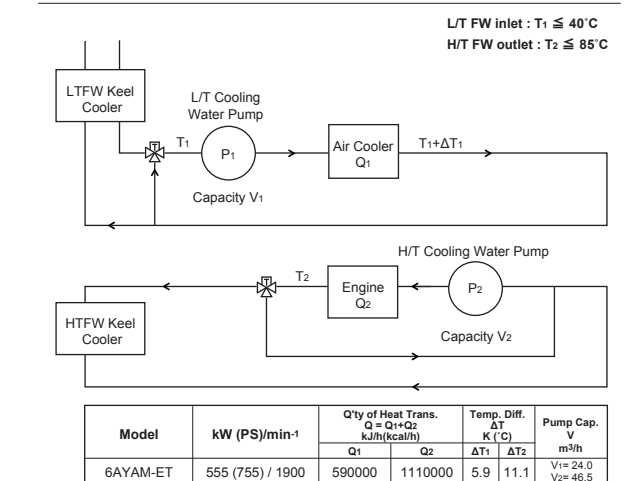 L/T FW inlet : T1 ≦ 40˚C
H/T FW outlet : T2 ≦ 85˚C
LTFW Keel
Cooler
L/T Cooling
Water Pump
T
T1
P1
Air Cooler
Q1
T1+ΔT1
Capacity V1
H/T Cooling Water Pump
T
T2
Engine
Q2
P2
HTFW Keel
Cooler
Capacity V2
Model
kW (PS)/min-1
Q'ty of Heat Trans.
Q = Q1+Q2
kJ/h(kcal/h)
Temp. Diff.
ΔT
K (˚C)
Pump Cap.
V
m3/h
Q1 Q2 ΔT1 ΔT2
6AYAM-ET 555 (755) / 1900 590000 1110000 5.9 11.1 V1= 24.0
V2= 46.5